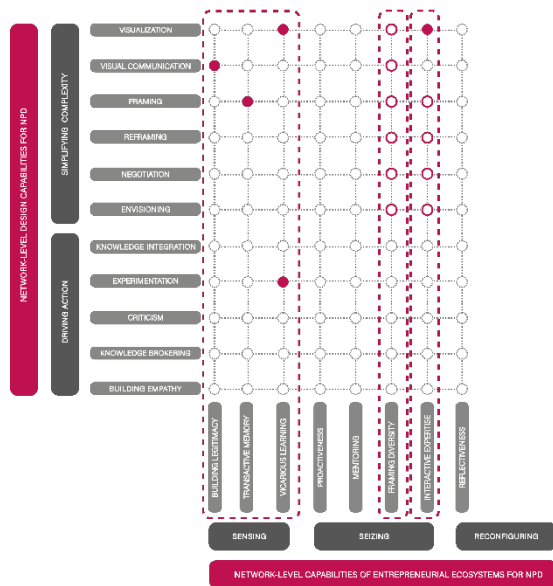 NETWORK-LEVEL DESIGN CAPABILITIES FOR NPD
SIMPLIFYING COMPLEXITY
VISUALIZATION
VISUAL COMMUNICATION
FRAMING
REFRAMING
NEGOTIATION
ENVISIONING
DRIVING ACTION
KNOWLEDGE INTEGRATION
EXPERIMENTATION
CRITICISM
KNOWLEDGE BROKERING
BUILDING EMPATHY
BUILDING LEGITIMACY
TRANSACTIVE MEMORY
VICARIOUS LEARNING
PROACTIVENESS
MENTORING
FRAMING DIVERSITY
INTERACTIVE EXPERTISE
REFLECTIVENESS
SENSING
SEIZING
RECONFIGURING
NETWORK-LEVEL CAPABILITIES OF ENTREPRENEURIAL ECOSYSTEMS FOR NPD